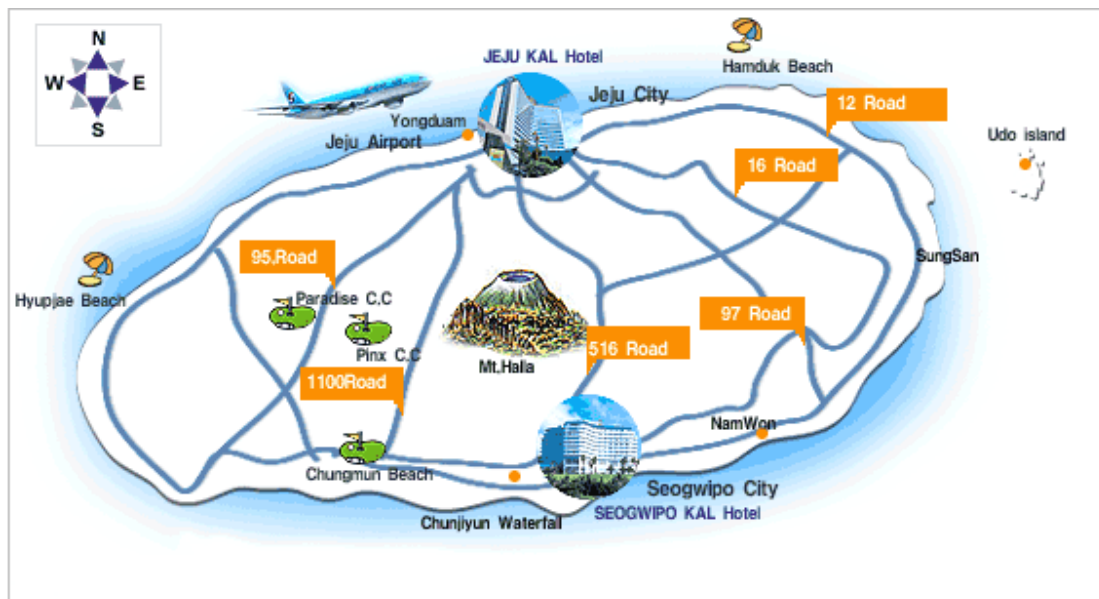 N
W E
S
JEJU KAL Hotel
Hamduk Beach
Jeju City
12 Road
Yongduam
Jeju Airport
Udo island
16 Road
SungSan
95.Road
Hyupjae Beach
Paradise C.C
97 Road
Pinx C.C
516 Road
Mt.Halla
1100Road
NamWon
Chungmun Beach
Seogwipo City
SEOGWIPO KAL Hotel
Chunjiyun Waterfall